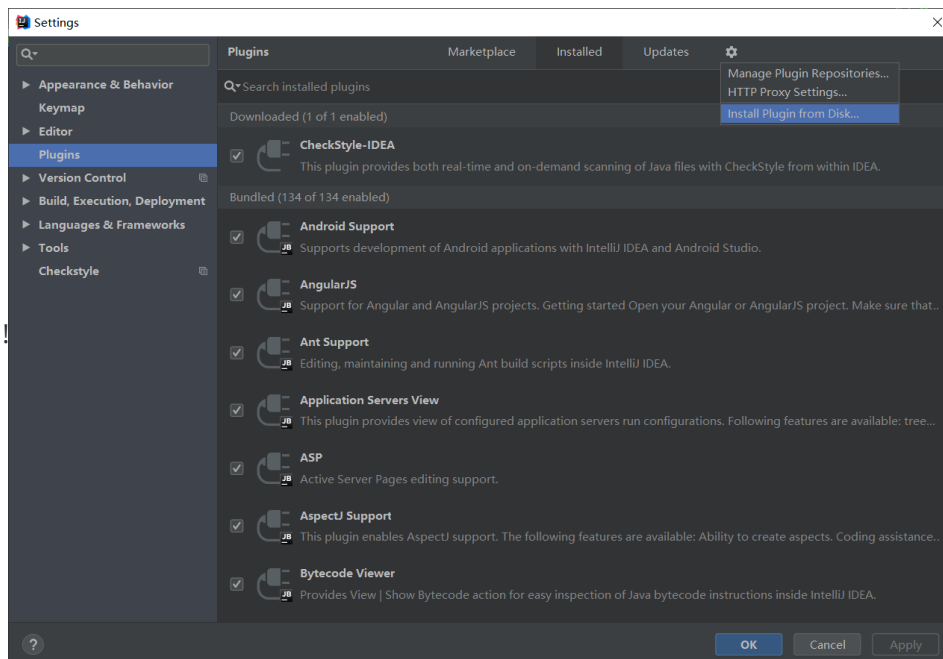 Settings
Plugins
Marketplace
Installed
Updates
Manage Plugin Repositories...
HTTP Proxy Settings...
Install Plugin from Disk...
Appearance & Behavior
Keymap
Editor
Plugins
Version Control
Build, Execution, Deployment
Languages & Frameworks
Tools
Checkstyle
!
Search installed plugins
Downloaded (1 of 1 enabled)
CheckStyle-IDEA
This plugin provides both real-time and on-demand scanning of Java files with CheckStyle from within IDEA.
Bundled (134 of 134 enabled)
Android Support
JB
Supports development of Android applications with IntelliJ IDEA and Android Studio.
AngularJS
JB
Support for Angular and AngularJS projects. Getting started Open your Angular or AngularJS project. Make sure that..
Ant Support
JB
Editing, maintaining and running Ant build scripts inside IntelliJ IDEA.
Application Servers View
JB
This plugin provides view of configured application servers run configurations. Following features are available: tree...
ASP
JB
Active Server Pages editing support.
AspectJ Support
JB
This plugin enables AspectJ support. The following features are available: Ability to create aspects. Coding assistance..
Bytecode Viewer
JB
Provides View | Show Bytecode action for easy inspection of Java bytecode instructions inside IntelliJ IDEA.
?
OK
Cancel
Apply